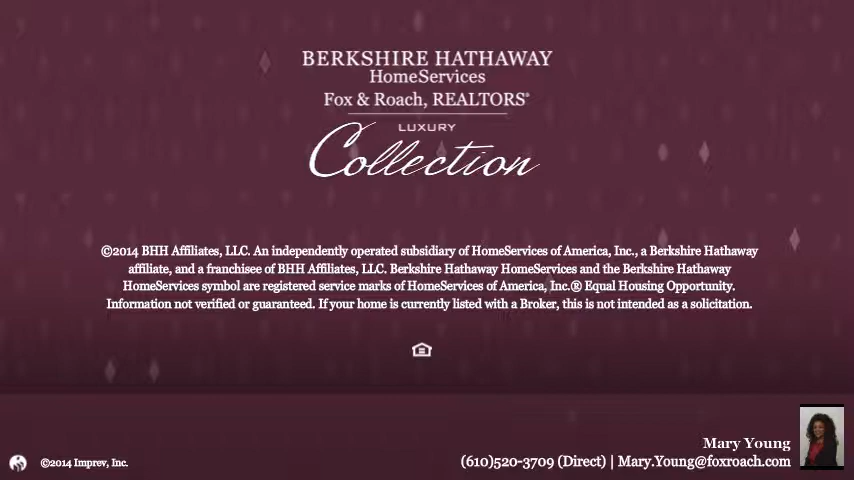 BERKSHIRE HATHAWAY
HomeServices
Fox & Roach, REALTORS®
LUXURY
Collection
©2014 BHH Affiliates, LLC. An independently operated subsidiary of HomeServices of America, Inc., a Berkshire Hathaway
affiliate, and a franchisee of BHH Affiliates, LLC. Berkshire Hathaway HomeServices and the Berkshire Hathaway
HomeServices symbol are registered service marks of HomeServices of America, Inc.® Equal Housing Opportunity.
Information not verified or guaranteed. If your home is currently listed with a Broker, this is not intended as a solicitation.
Mary Young
(610)520-3709 (Direct) | Mary.Young@foxroach.com
©2014 Imprev, Inc.